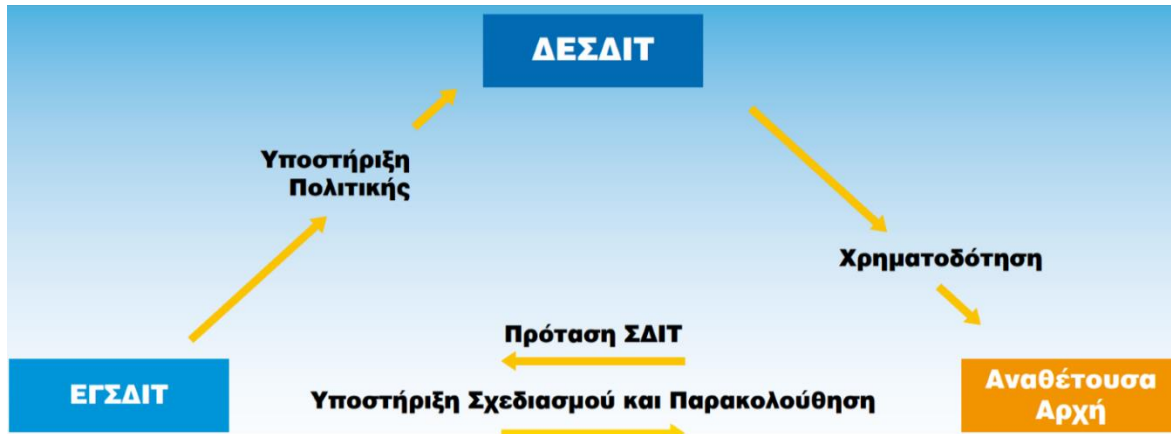 ΔΕΣΔΙΤ
Υποστήριξη
Πολιτικής
Χρηματοδότηση
Πρόταση ΣΔΙΤ
ΕΓΣΔΙΤ
Υποστήριξη Σχεδιασμού και Παρακολούθηση
Αναθέτουσα
Αρχή